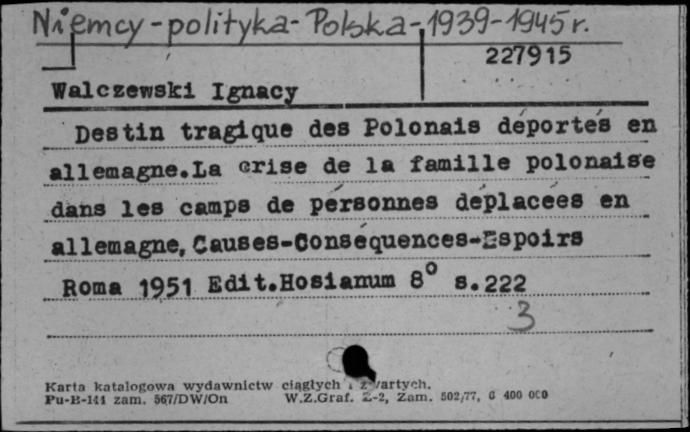 Niemcy - polityka - Polska - 1939-1945 r.
227915
Walczewski Ignacy
Destin tragique des Polonais déportés en
allemagne.La crise de la famille polonaise
dans les camps de pérsonnes déplacées en
allemagne, Causes-Conséquences-Espoirs
Roma 1951 Edit.Hosianum 8° s.222
3
Karta katalogowa wydawnictw ciągłych i zwartych.
Pu-B-141 zam. 567/DW/On W.Z.Graf. Z-2, Zam. 502/77, 6 400 000